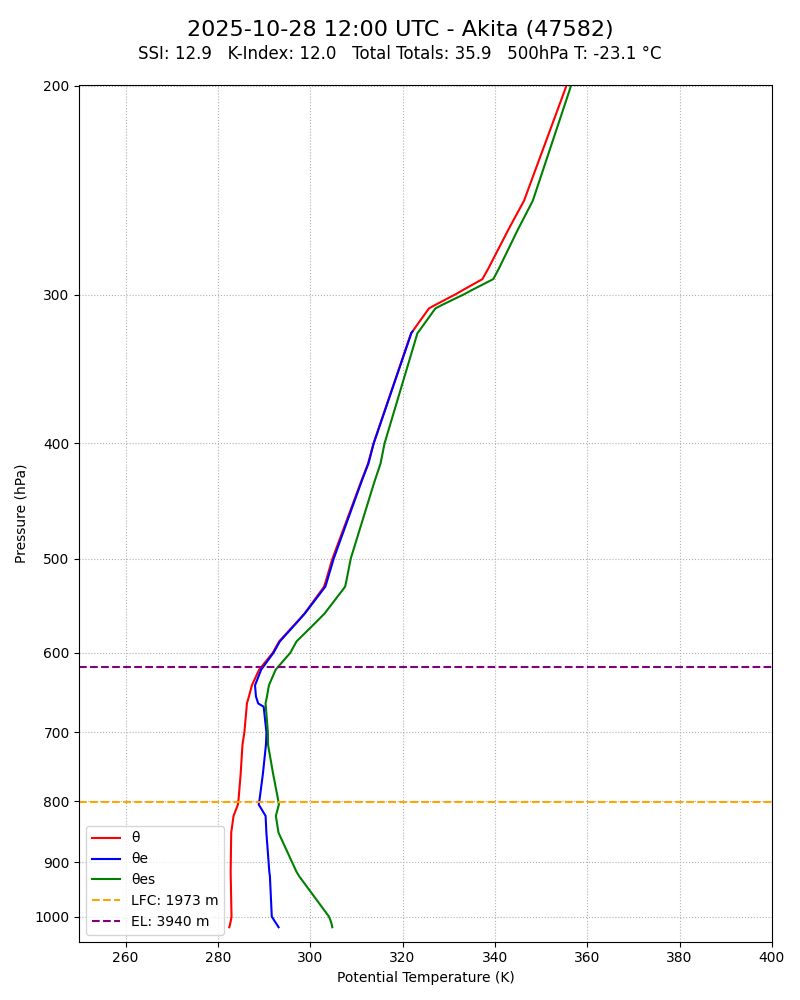 2025-10-28 12:00 UTC - Akita (47582)
SSI: 12.9   K-Index: 12.0   Total Totals: 35.9   500hPa T: -23.1 °C
200
300
400
500
600
700
800
900
1000
Pressure (hPa)
θ
θe
θes
LFC: 1973 m
EL: 3940 m
260 280 300 320 340 360 380 400
Potential Temperature (K)